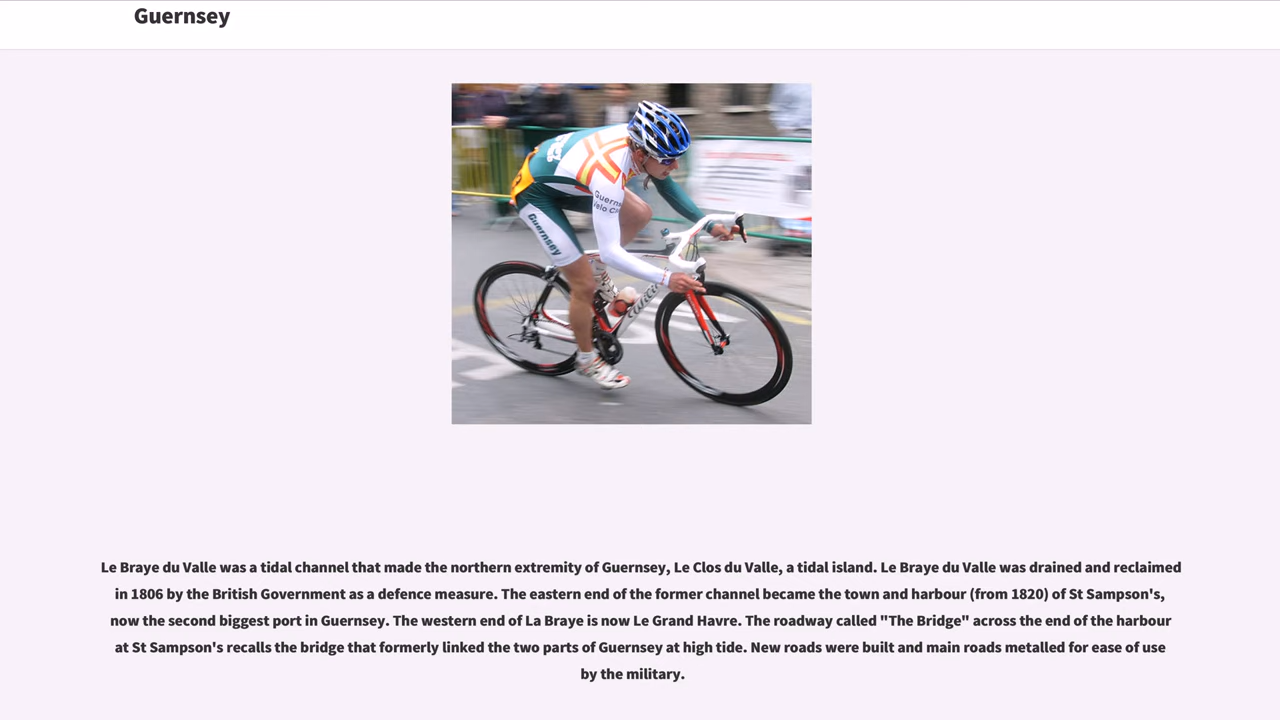 Guernsey
Guernsey
Le Braye du Valle was a tidal channel that made the northern extremity of Guernsey, Le Clos du Valle, a tidal island. Le Braye du Valle was drained and reclaimed
in 1806 by the British Government as a defence measure. The eastern end of the former channel became the town and harbour (from 1820) of St Sampson's,
now the second biggest port in Guernsey. The western end of La Braye is now Le Grand Havre. The roadway called "The Bridge" across the end of the harbour
at St Sampson's recalls the bridge that formerly linked the two parts of Guernsey at high tide. New roads were built and main roads metalled for ease of use
by the military.